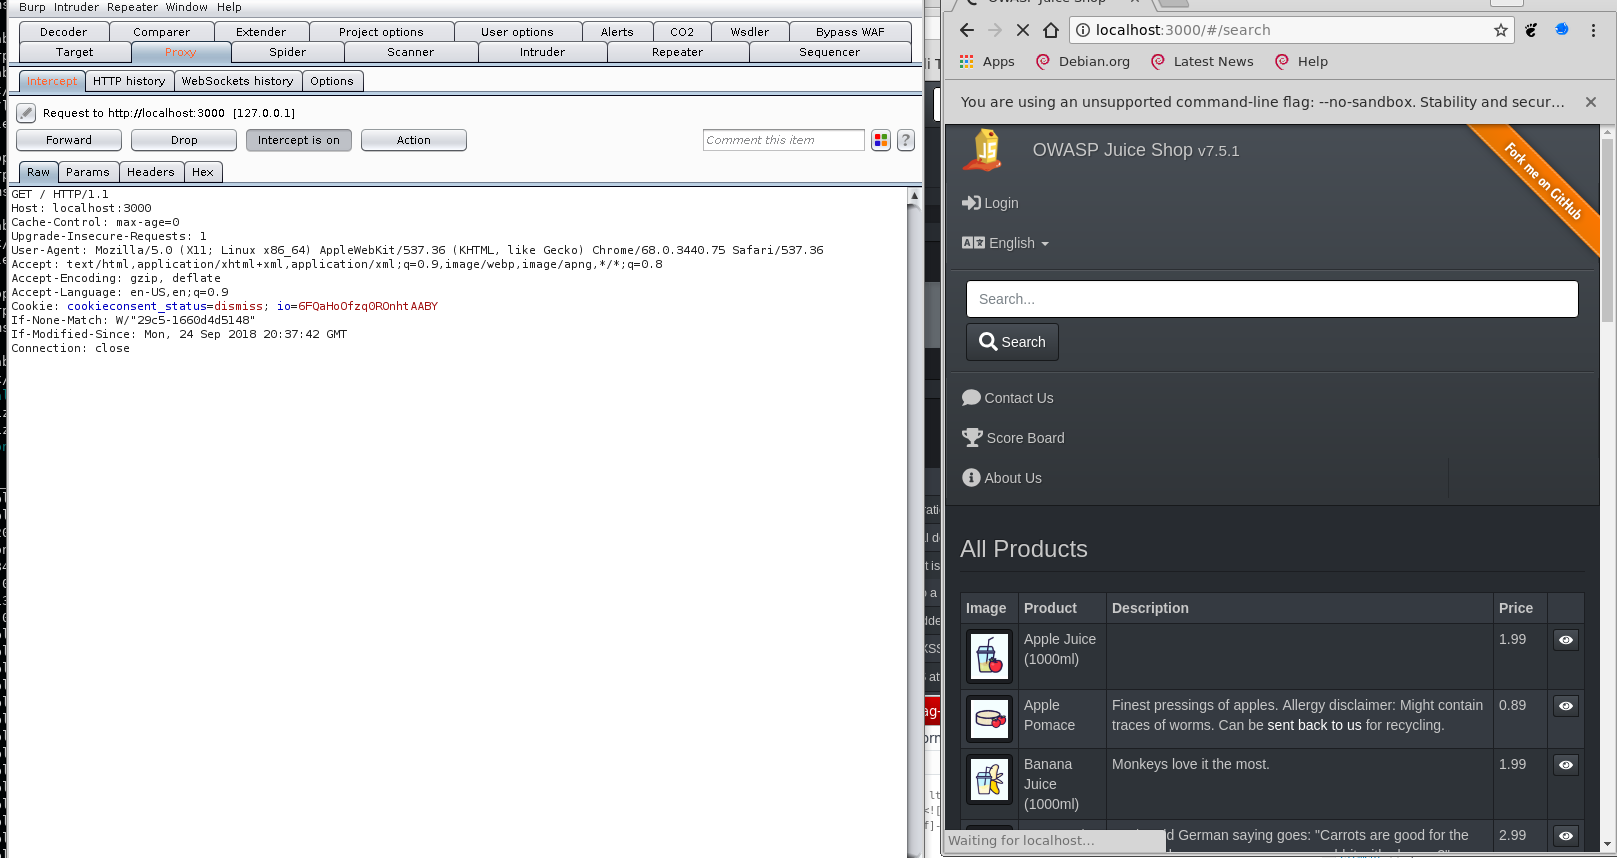 Burp Intruder Repeater Window Help
Decoder Comparer Extender Project options User options Alerts CO2 Wsdler Bypass WAF
Target Proxy Spider Scanner Intruder Repeater Sequencer
Intercept HTTP history WebSockets history Options
Request to http://localhost:3000 [127.0.0.1]
Forward Drop Intercept is on Action Comment this item ?
Raw Params Headers Hex
GET / HTTP/1.1
Host: localhost:3000
Cache-Control: max-age=0
Upgrade-Insecure-Requests: 1
User-Agent: Mozilla/5.0 (X11; Linux x86_64) AppleWebKit/537.36 (KHTML, like Gecko) Chrome/68.0.3440.75 Safari/537.36
Accept: text/html,application/xhtml+xml,application/xml;q=0.9,image/webp,image/apng,*/*;q=0.8
Accept-Encoding: gzip, deflate
Accept-Language: en-US,en;q=0.9
Cookie: cookieconsent_status=dismiss; io=6FQaHoOfzq0ROnhtAABY
If-None-Match: W/"29c5-1660d4d5148"
If-Modified-Since: Mon, 24 Sep 2018 20:37:42 GMT
Connection: close
localhost:3000/#/search
Apps Debian.org Latest News Help
You are using an unsupported command-line flag: --no-sandbox. Stability and secur...
OWASP Juice Shop v7.5.1
Fork me on GitHub
Login
English
Search...
Search
Contact Us
Score Board
About Us
All Products
Image Product Description Price
Apple Juice 1.99
(1000ml)
Apple Finest pressings of apples. Allergy disclaimer: Might contain 0.89
Pomace traces of worms. Can be sent back to us for recycling.
Banana Monkeys love it the most. 1.99
Juice
(1000ml)
German saying goes: "Carrots are good for the 2.99
Waiting for localhost...